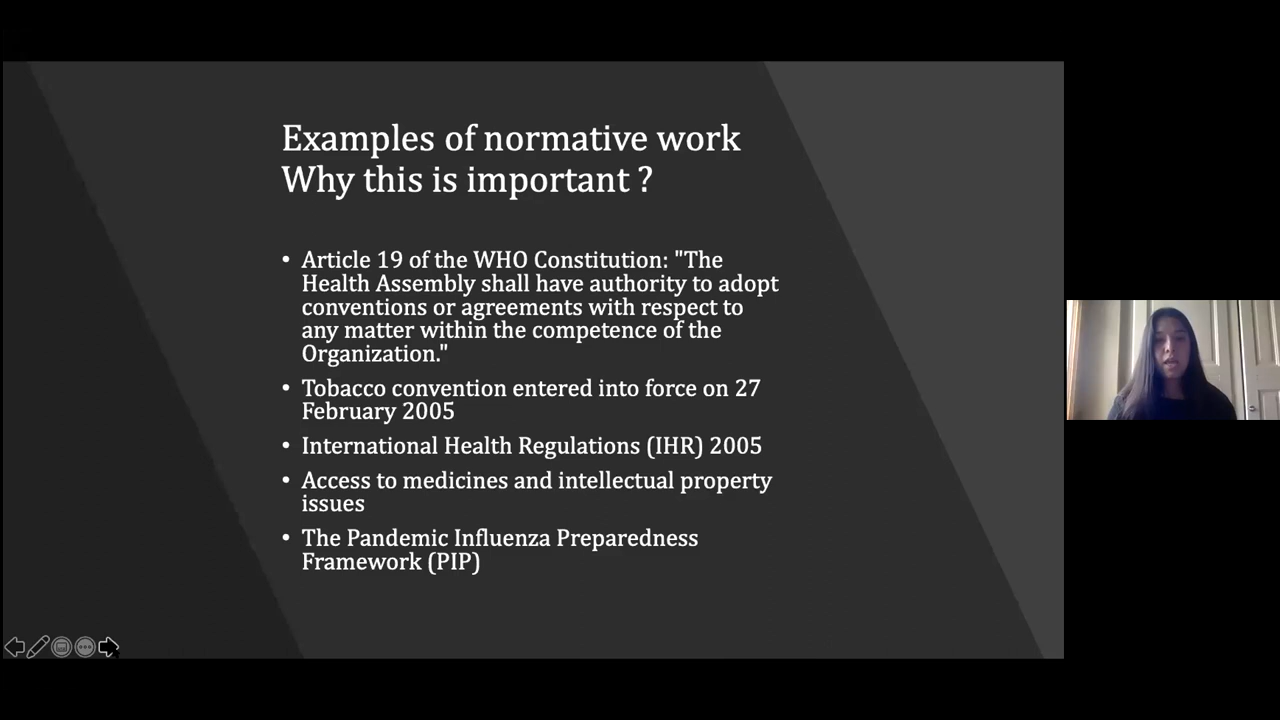 Examples of normative work
Why this is important ?
• Article 19 of the WHO Constitution: "The
Health Assembly shall have authority to adopt
conventions or agreements with respect to
any matter within the competence of the
Organization."
• Tobacco convention entered into force on 27
February 2005
• International Health Regulations (IHR) 2005
• Access to medicines and intellectual property
issues
• The Pandemic Influenza Preparedness
Framework (PIP)